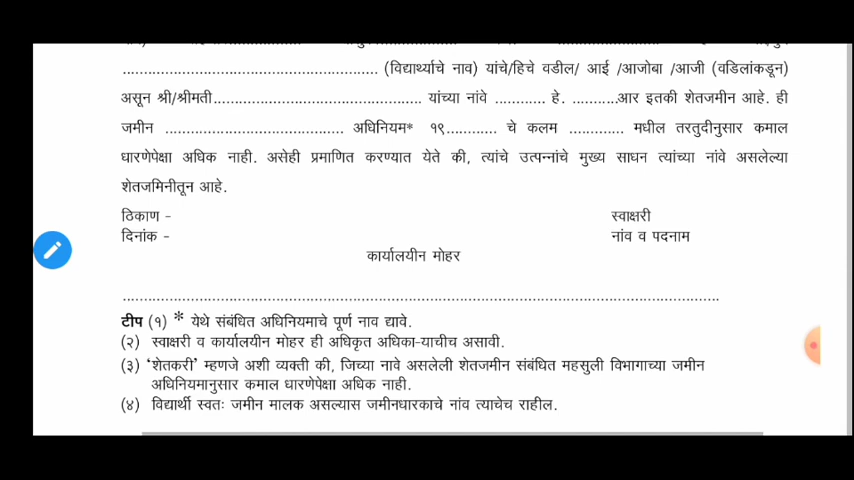 ............................................................. (विद्यार्थ्याचे नाव) यांचे/हिचे वडील/ आई /आजोबा /आजी (वडिलांकडून)
असून श्री/श्रीमती.................................................. यांच्या नांवे ............ हे. ...........आर इतकी शेतजमीन आहे. ही
जमीन .......................................... अधिनियम* १९............ चे कलम ............. मधील तरतुदीनुसार कमाल
धारणेपेक्षा अधिक नाही. असेही प्रमाणित करण्यात येते की, त्यांचे उत्पन्नांचे मुख्य साधन त्यांच्या नांवे असलेल्या
शेतजमिनीतून आहे.
ठिकाण - स्वाक्षरी
दिनांक - नांव व पदनाम
कार्यालयीन मोहर
..............................................................................................................................................
टीप (१) * येथे संबंधित अधिनियमाचे पूर्ण नाव द्यावे.
(२) स्वाक्षरी व कार्यालयीन मोहर ही अधिकृत अधिका-याचीच असावी.
(३) ‘शेतकरी’ म्हणजे अशी व्यक्ती की, जिच्या नावे असलेली शेतजमीन संबंधित महसुली विभागाच्या जमीन
अधिनियमानुसार कमाल धारणेपेक्षा अधिक नाही.
(४) विद्यार्थी स्वतः जमीन मालक असल्यास जमीनधारकाचे नांव त्याचेच राहील.